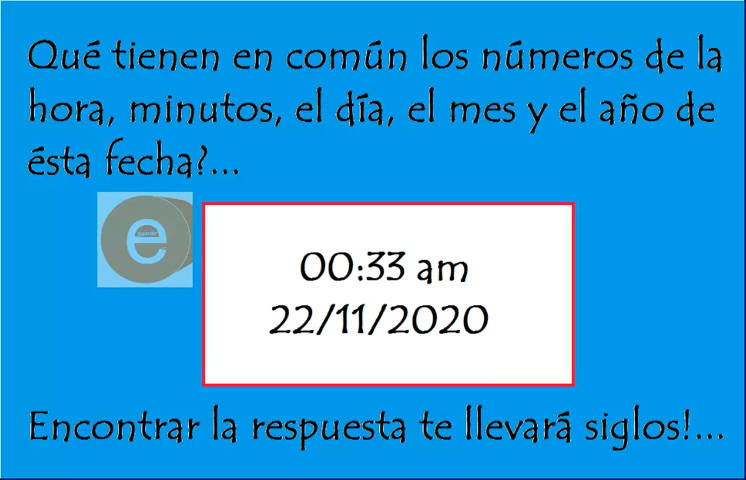 Qué tienen en común los números de la
hora, minutos, el día, el mes y el año de
ésta fecha?...
e
00:33 am
22/11/2020
Encontrar la respuesta te llevará siglos!...